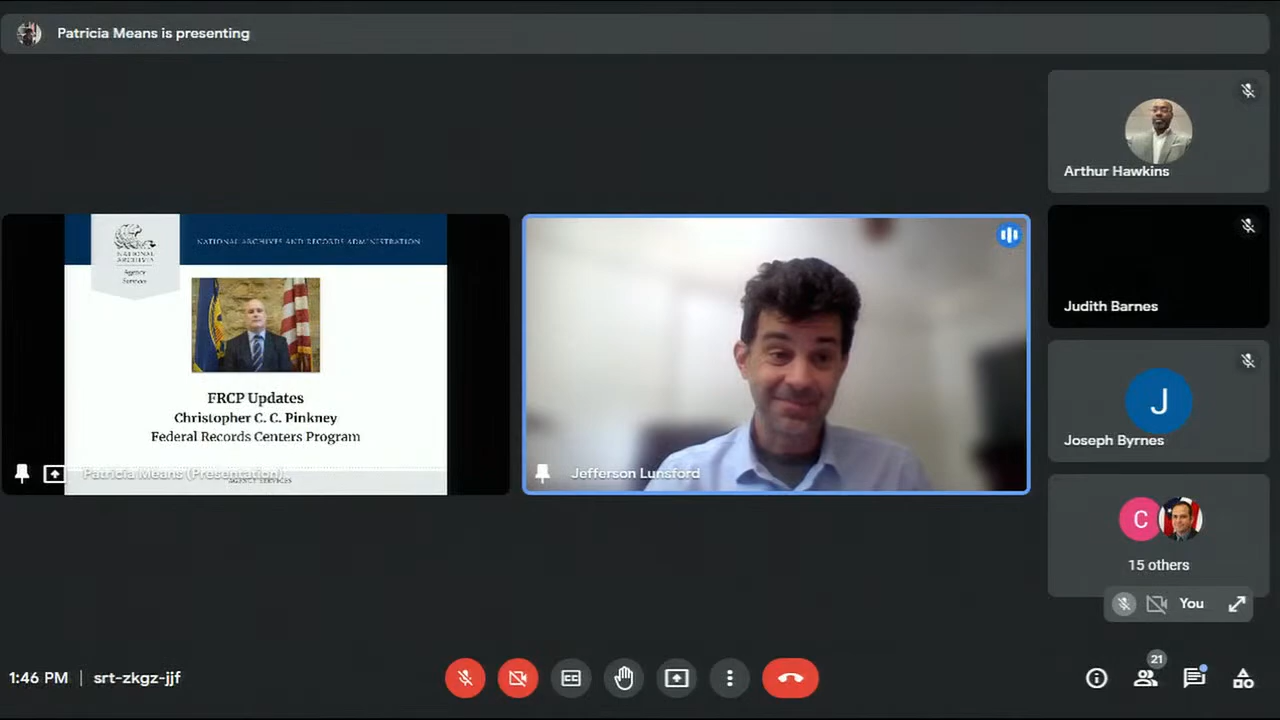 Patricia Means is presenting
NATIONAL ARCHIVES AND RECORDS ADMINISTRATION
NATIONAL
ARCHIVES
Agency
Services
FRCP Updates
Christopher C. C. Pinkney
Federal Records Centers Program
Patricia Means (Presentation)
AGENCY SERVICES
Jefferson Lunsford
Arthur Hawkins
Judith Barnes
J
Joseph Byrnes
C
15 others
You
1:46 PM | srt-zkgz-jjf
CC
21